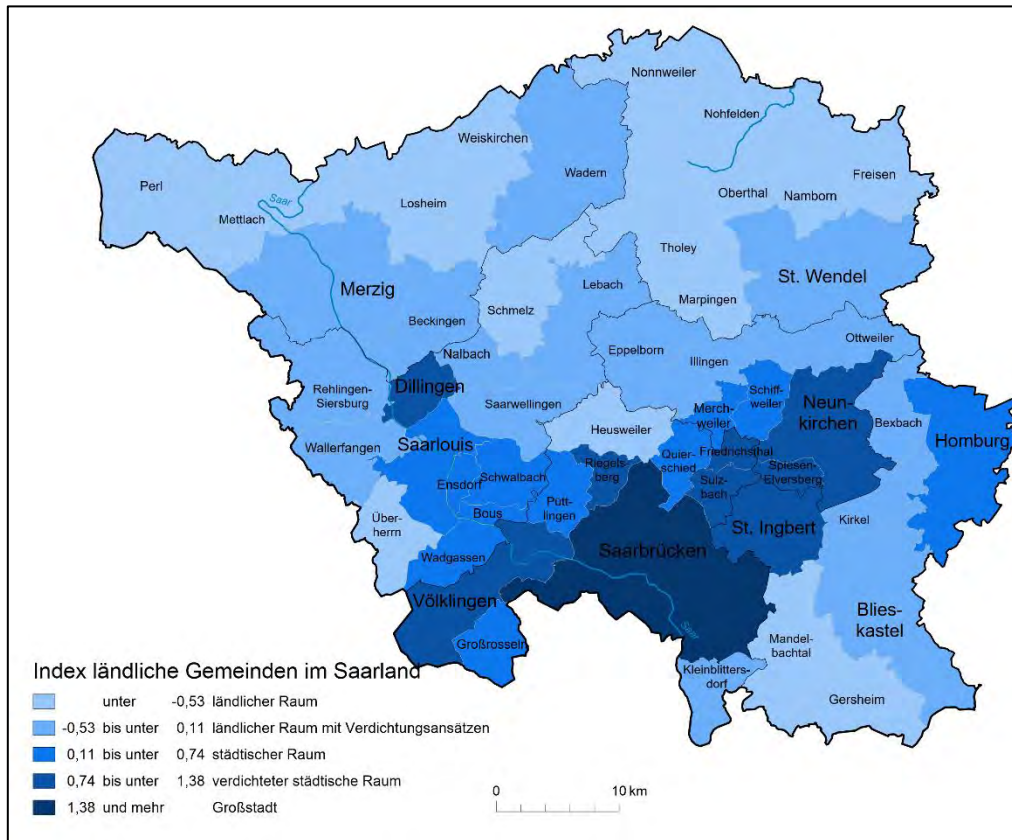 Nonnweiler
Nohfelden
Weiskirchen
Wadern
Freisen
Perl
Oberthal
Namborn
Saar
Losheim
Mettlach
Tholey
St. Wendel
Merzig
Lebach
Marpingen
Schmelz
Beckingen
Ottweiler
Nalbach
Eppelborn
Illingen
Dillingen
Rehlingen-
Siersburg
Schiff-
weiler
Saarwellingen
Merch-
weiler
Neun-
kirchen
Bexbach
Heusweiler
Homburg
Wallerfangen
Saarlouis
Friedrichsthal
Quier-
schied
Riegels-
berg
Spiesen-
Elversberg
Schwalbach
Ensdorf
Sulz-
bach
Pütt-
lingen
Bous
Über-
herrn
Kirkel
St. Ingbert
Saarbrücken
Wadgassen
Völklingen
Blies-
kastel
Saar
Mandel-
bachtal
Großrosseln
Kleinblitters-
dorf
Gersheim
Index ländliche Gemeinden im Saarland
unter -0,53 ländlicher Raum
-0,53 bis unter 0,11 ländlicher Raum mit Verdichtungsansätzen
0,11 bis unter 0,74 städtischer Raum
0,74 bis unter 1,38 verdichteter städtische Raum
1,38 und mehr Großstadt
0 10 km